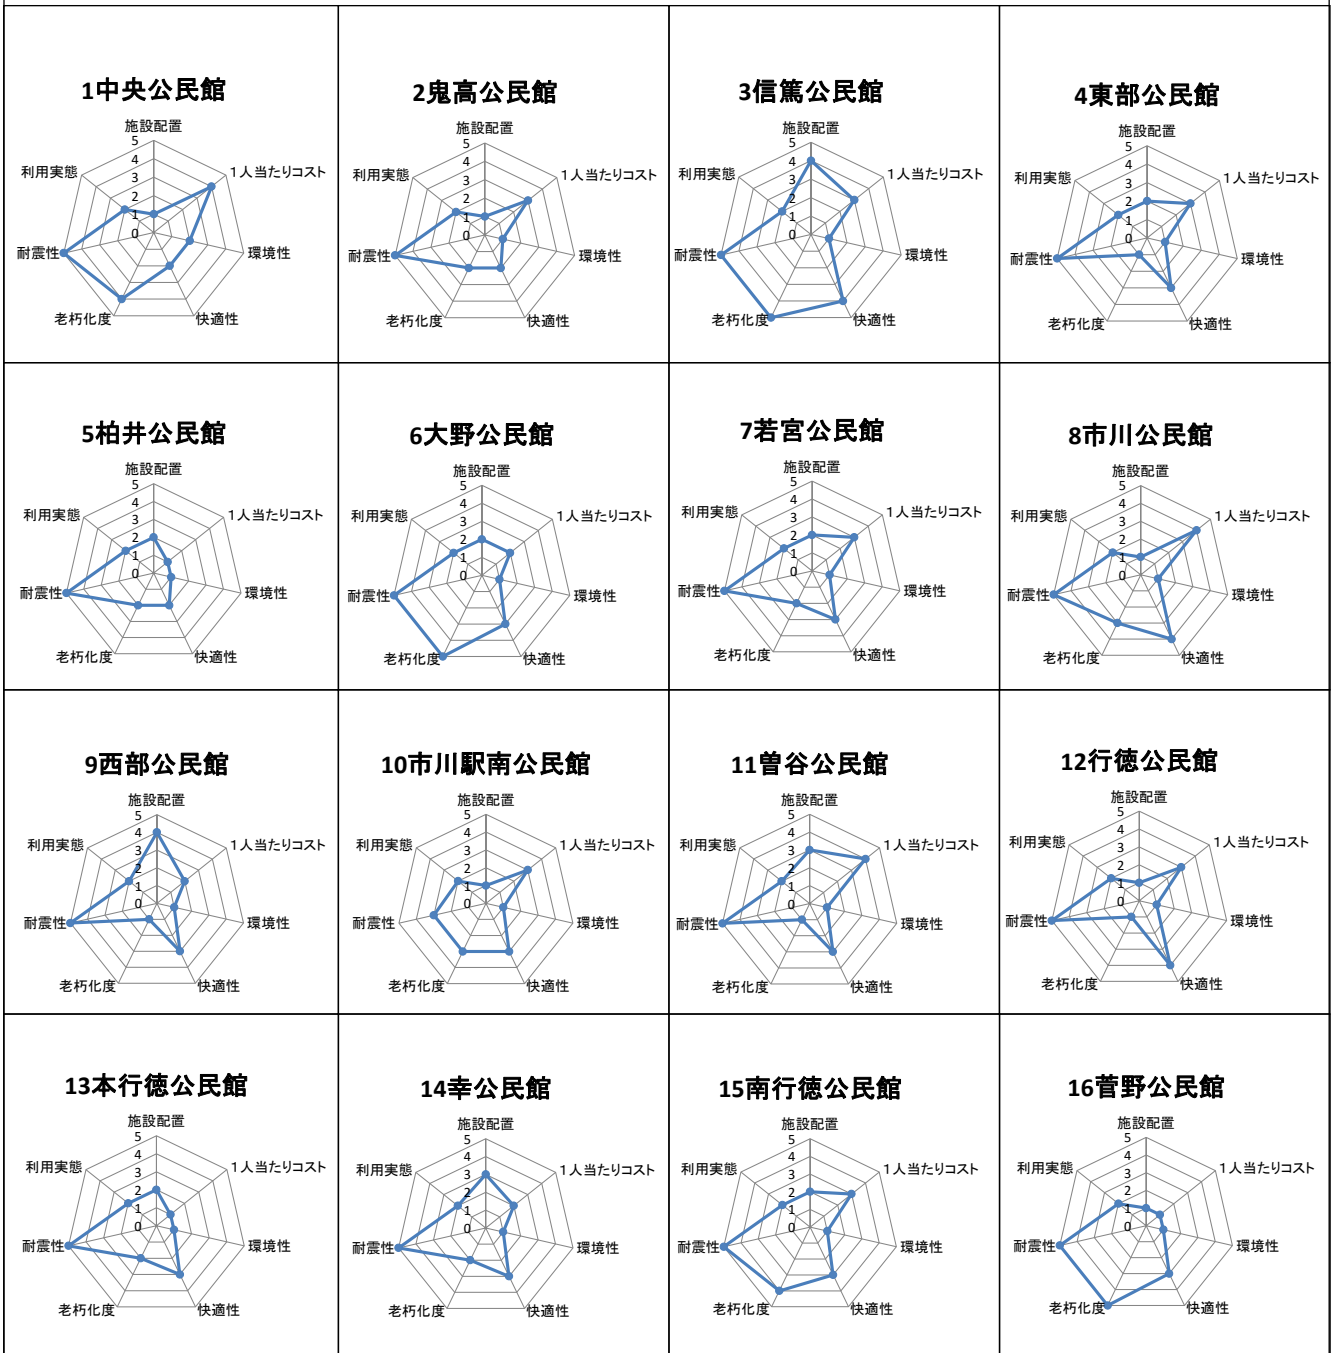 1中央公民館
施設配置
5
4
3
2
1
0
1人当たりコスト
環境性
快適性
老朽化度
耐震性
利用実態
2鬼高公民館
施設配置
5
4
3
2
1
0
1人当たりコスト
環境性
快適性
老朽化度
耐震性
利用実態
3信篤公民館
施設配置
5
4
3
2
1
0
1人当たりコスト
環境性
快適性
老朽化度
耐震性
利用実態
4東部公民館
施設配置
5
4
3
2
1
0
1人当たりコスト
環境性
快適性
老朽化度
耐震性
利用実態
5柏井公民館
施設配置
5
4
3
2
1
0
1人当たりコスト
環境性
快適性
老朽化度
耐震性
利用実態
6大野公民館
施設配置
5
4
3
2
1
0
1人当たりコスト
環境性
快適性
老朽化度
耐震性
利用実態
7若宮公民館
施設配置
5
4
3
2
1
0
1人当たりコスト
環境性
快適性
老朽化度
耐震性
利用実態
8市川公民館
施設配置
5
4
3
2
1
0
1人当たりコスト
環境性
快適性
老朽化度
耐震性
利用実態
9西部公民館
施設配置
5
4
3
2
1
0
1人当たりコスト
環境性
快適性
老朽化度
耐震性
利用実態
10市川駅南公民館
施設配置
5
4
3
2
1
0
1人当たりコスト
環境性
快適性
老朽化度
耐震性
利用実態
11曽谷公民館
施設配置
5
4
3
2
1
0
1人当たりコスト
環境性
快適性
老朽化度
耐震性
利用実態
12行徳公民館
施設配置
5
4
3
2
1
0
1人当たりコスト
環境性
快適性
老朽化度
耐震性
利用実態
13本行徳公民館
施設配置
5
4
3
2
1
0
1人当たりコスト
環境性
快適性
老朽化度
耐震性
利用実態
14幸公民館
施設配置
5
4
3
2
1
0
1人当たりコスト
環境性
快適性
老朽化度
耐震性
利用実態
15南行徳公民館
施設配置
5
4
3
2
1
0
1人当たりコスト
環境性
快適性
老朽化度
耐震性
利用実態
16菅野公民館
施設配置
5
4
3
2
1
0
1人当たりコスト
環境性
快適性
老朽化度
耐震性
利用実態